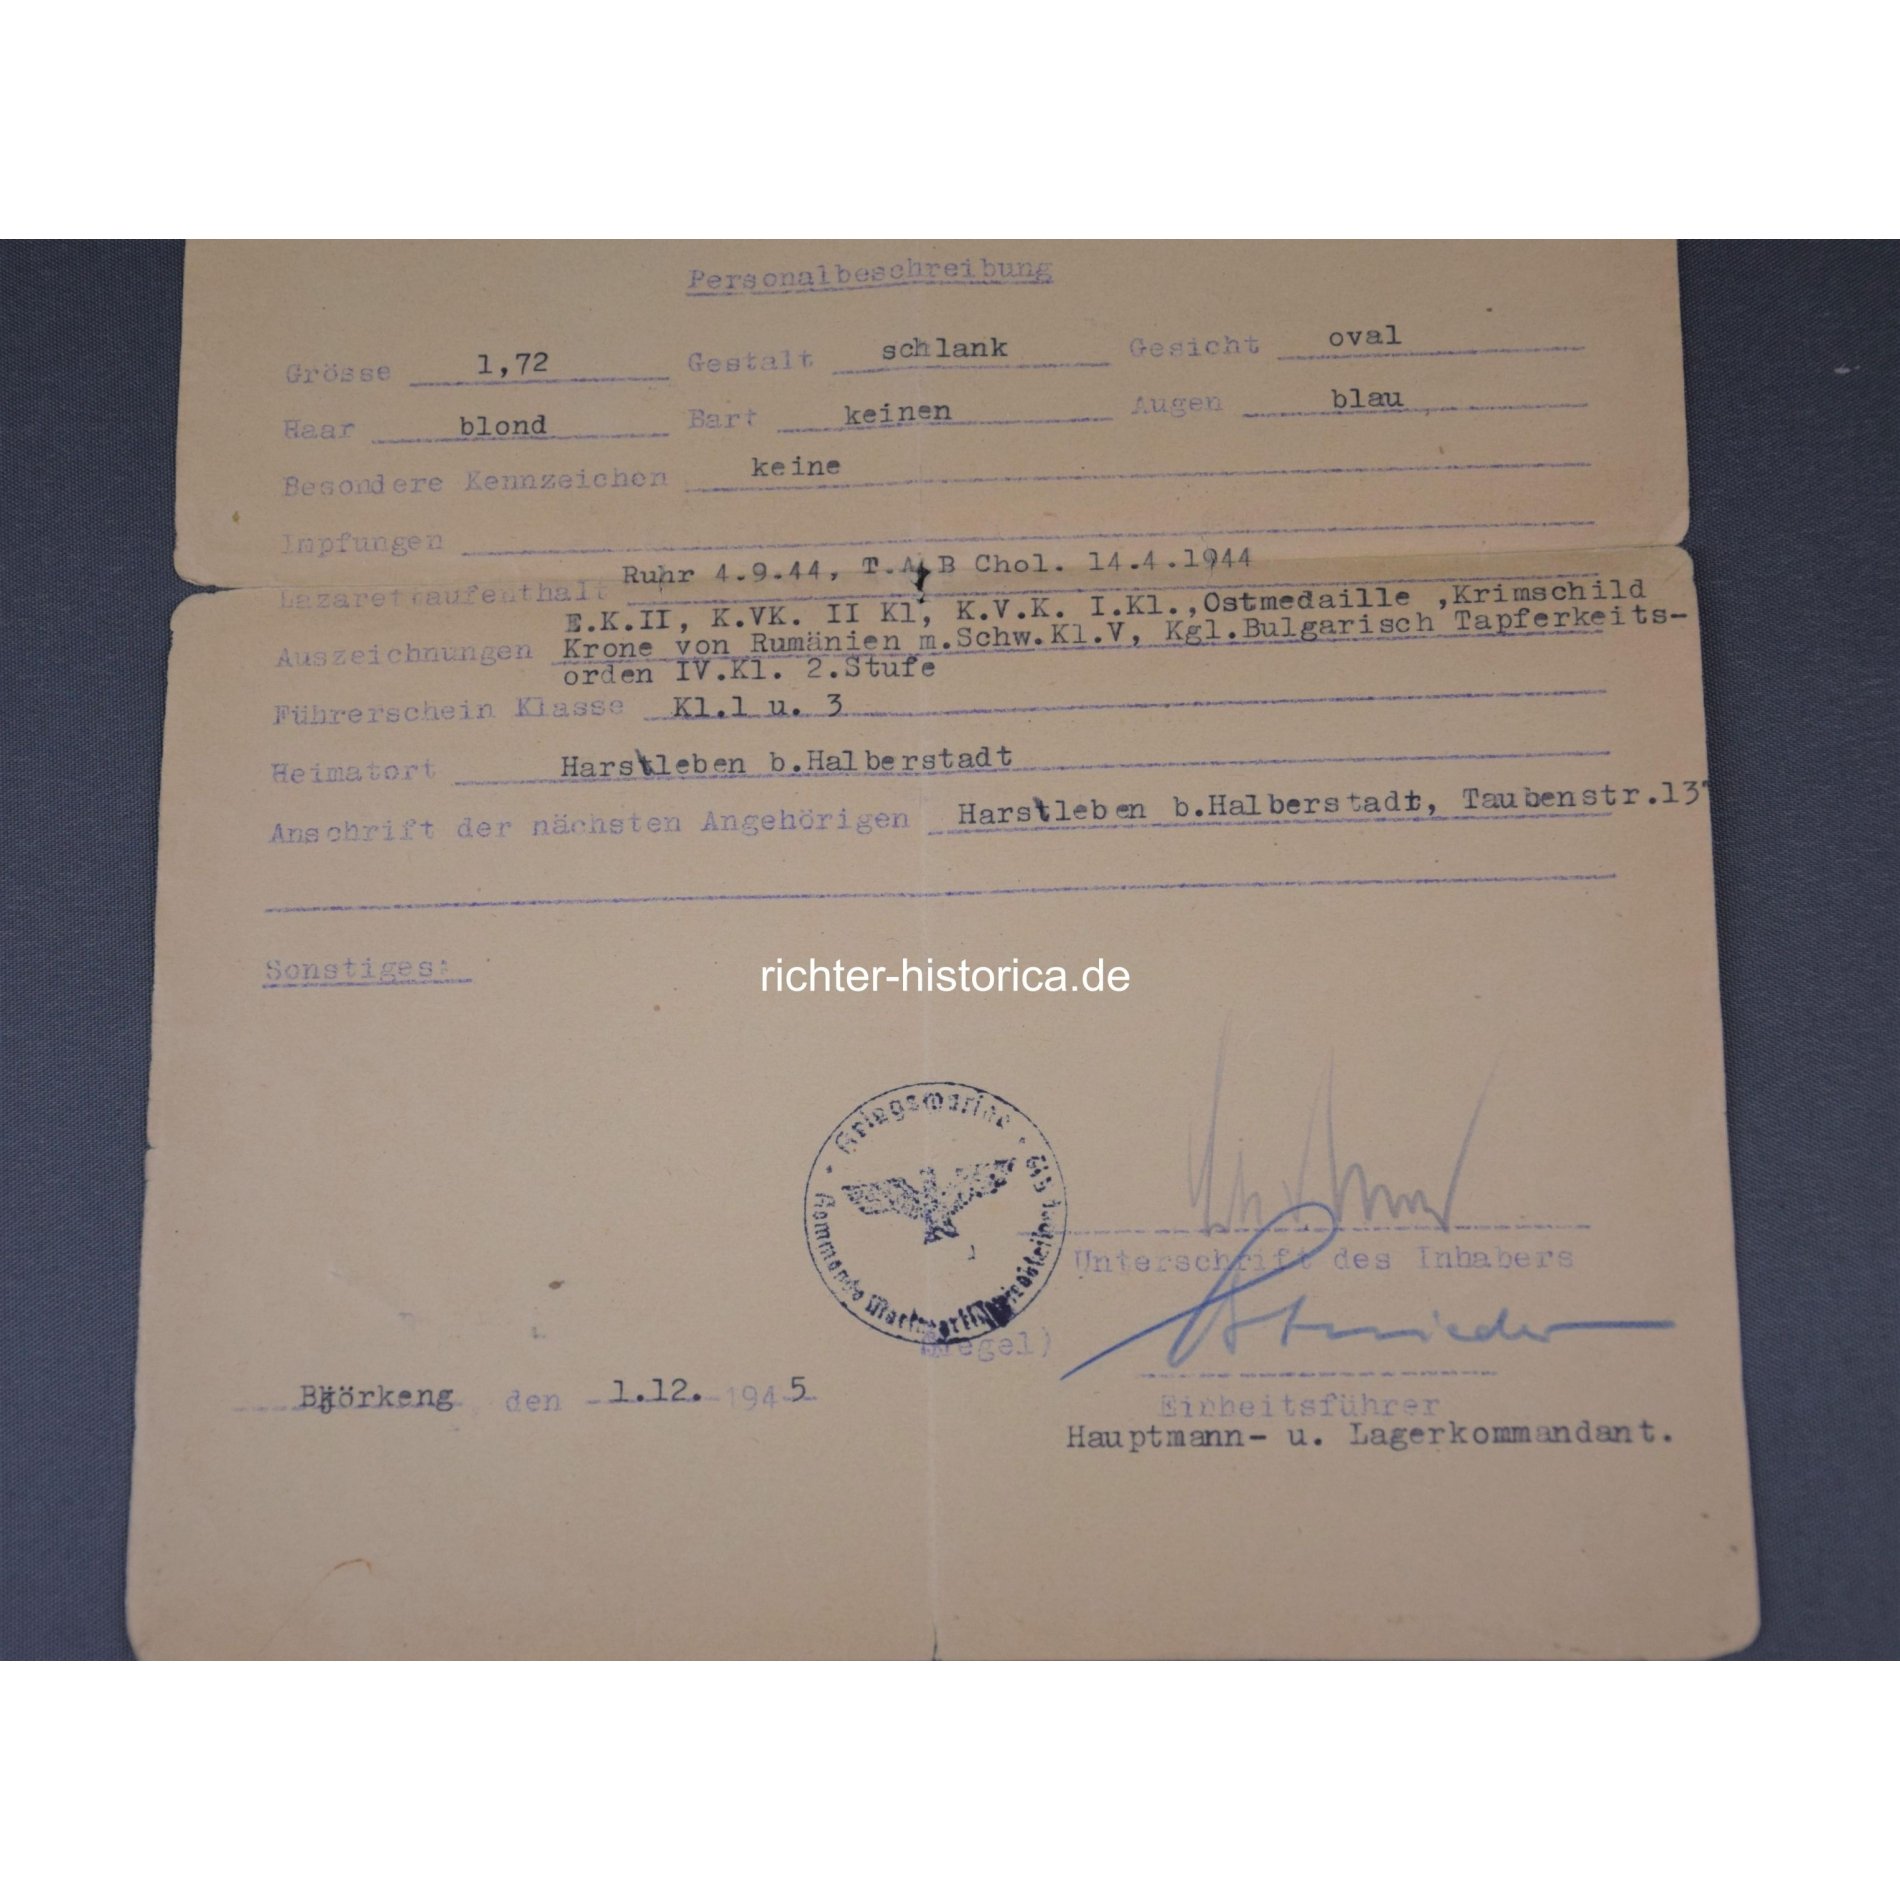 Personalbeschreibung
Grösse 1,72 Gestalt schlank Gesicht oval
Haar blond Bart keinen Augen blau
Besondere Kennzeichen keine
Impfungen
Lazarettaufenthalt Ruhr 4.9.44, T.A.B Chol. 14.4.1944
E.K.II, K.VK. II Kl, K.V.K. I.Kl.,Ostmedaille ,Krimschild
Auszeichnungen Krone von Rumänien m.Schw.Kl.V, Kgl.Bulgarisch Tapferkeits-
orden IV.Kl. 2.Stufe
Führerschein Klasse Kl.1 u. 3
Heimatort Harstleben b.Halberstadt
Anschrift der nächsten Angehörigen Harstleben b.Halberstadt, Taubenstr.13
Sonstiges:
richter-historica.de
Kriegsmarine
Kommando
Unterschrift des Inhabers
(Siegel)
Björkeng, den 1.12. 1945
Einheitsführer
Hauptmann- u. Lagerkommandant.